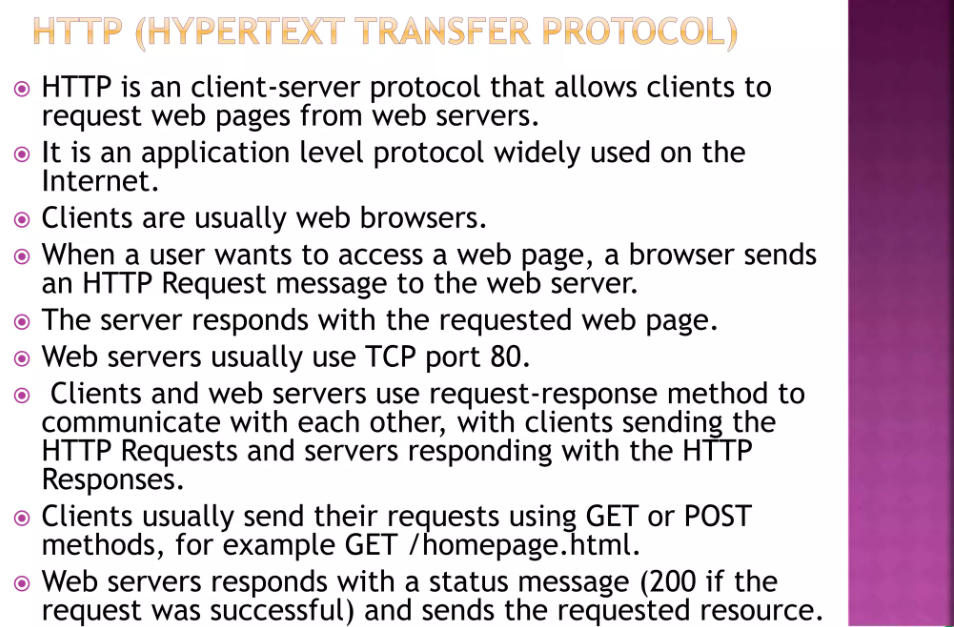 HTTP (HYPERTEXT TRANSFER PROTOCOL)
HTTP is an client-server protocol that allows clients to
request web pages from web servers.
It is an application level protocol widely used on the
Internet.
Clients are usually web browsers.
When a user wants to access a web page, a browser sends
an HTTP Request message to the web server.
The server responds with the requested web page.
Web servers usually use TCP port 80.
Clients and web servers use request-response method to
communicate with each other, with clients sending the
HTTP Requests and servers responding with the HTTP
Responses.
Clients usually send their requests using GET or POST
methods, for example GET /homepage.html.
Web servers responds with a status message (200 if the
request was successful) and sends the requested resource.